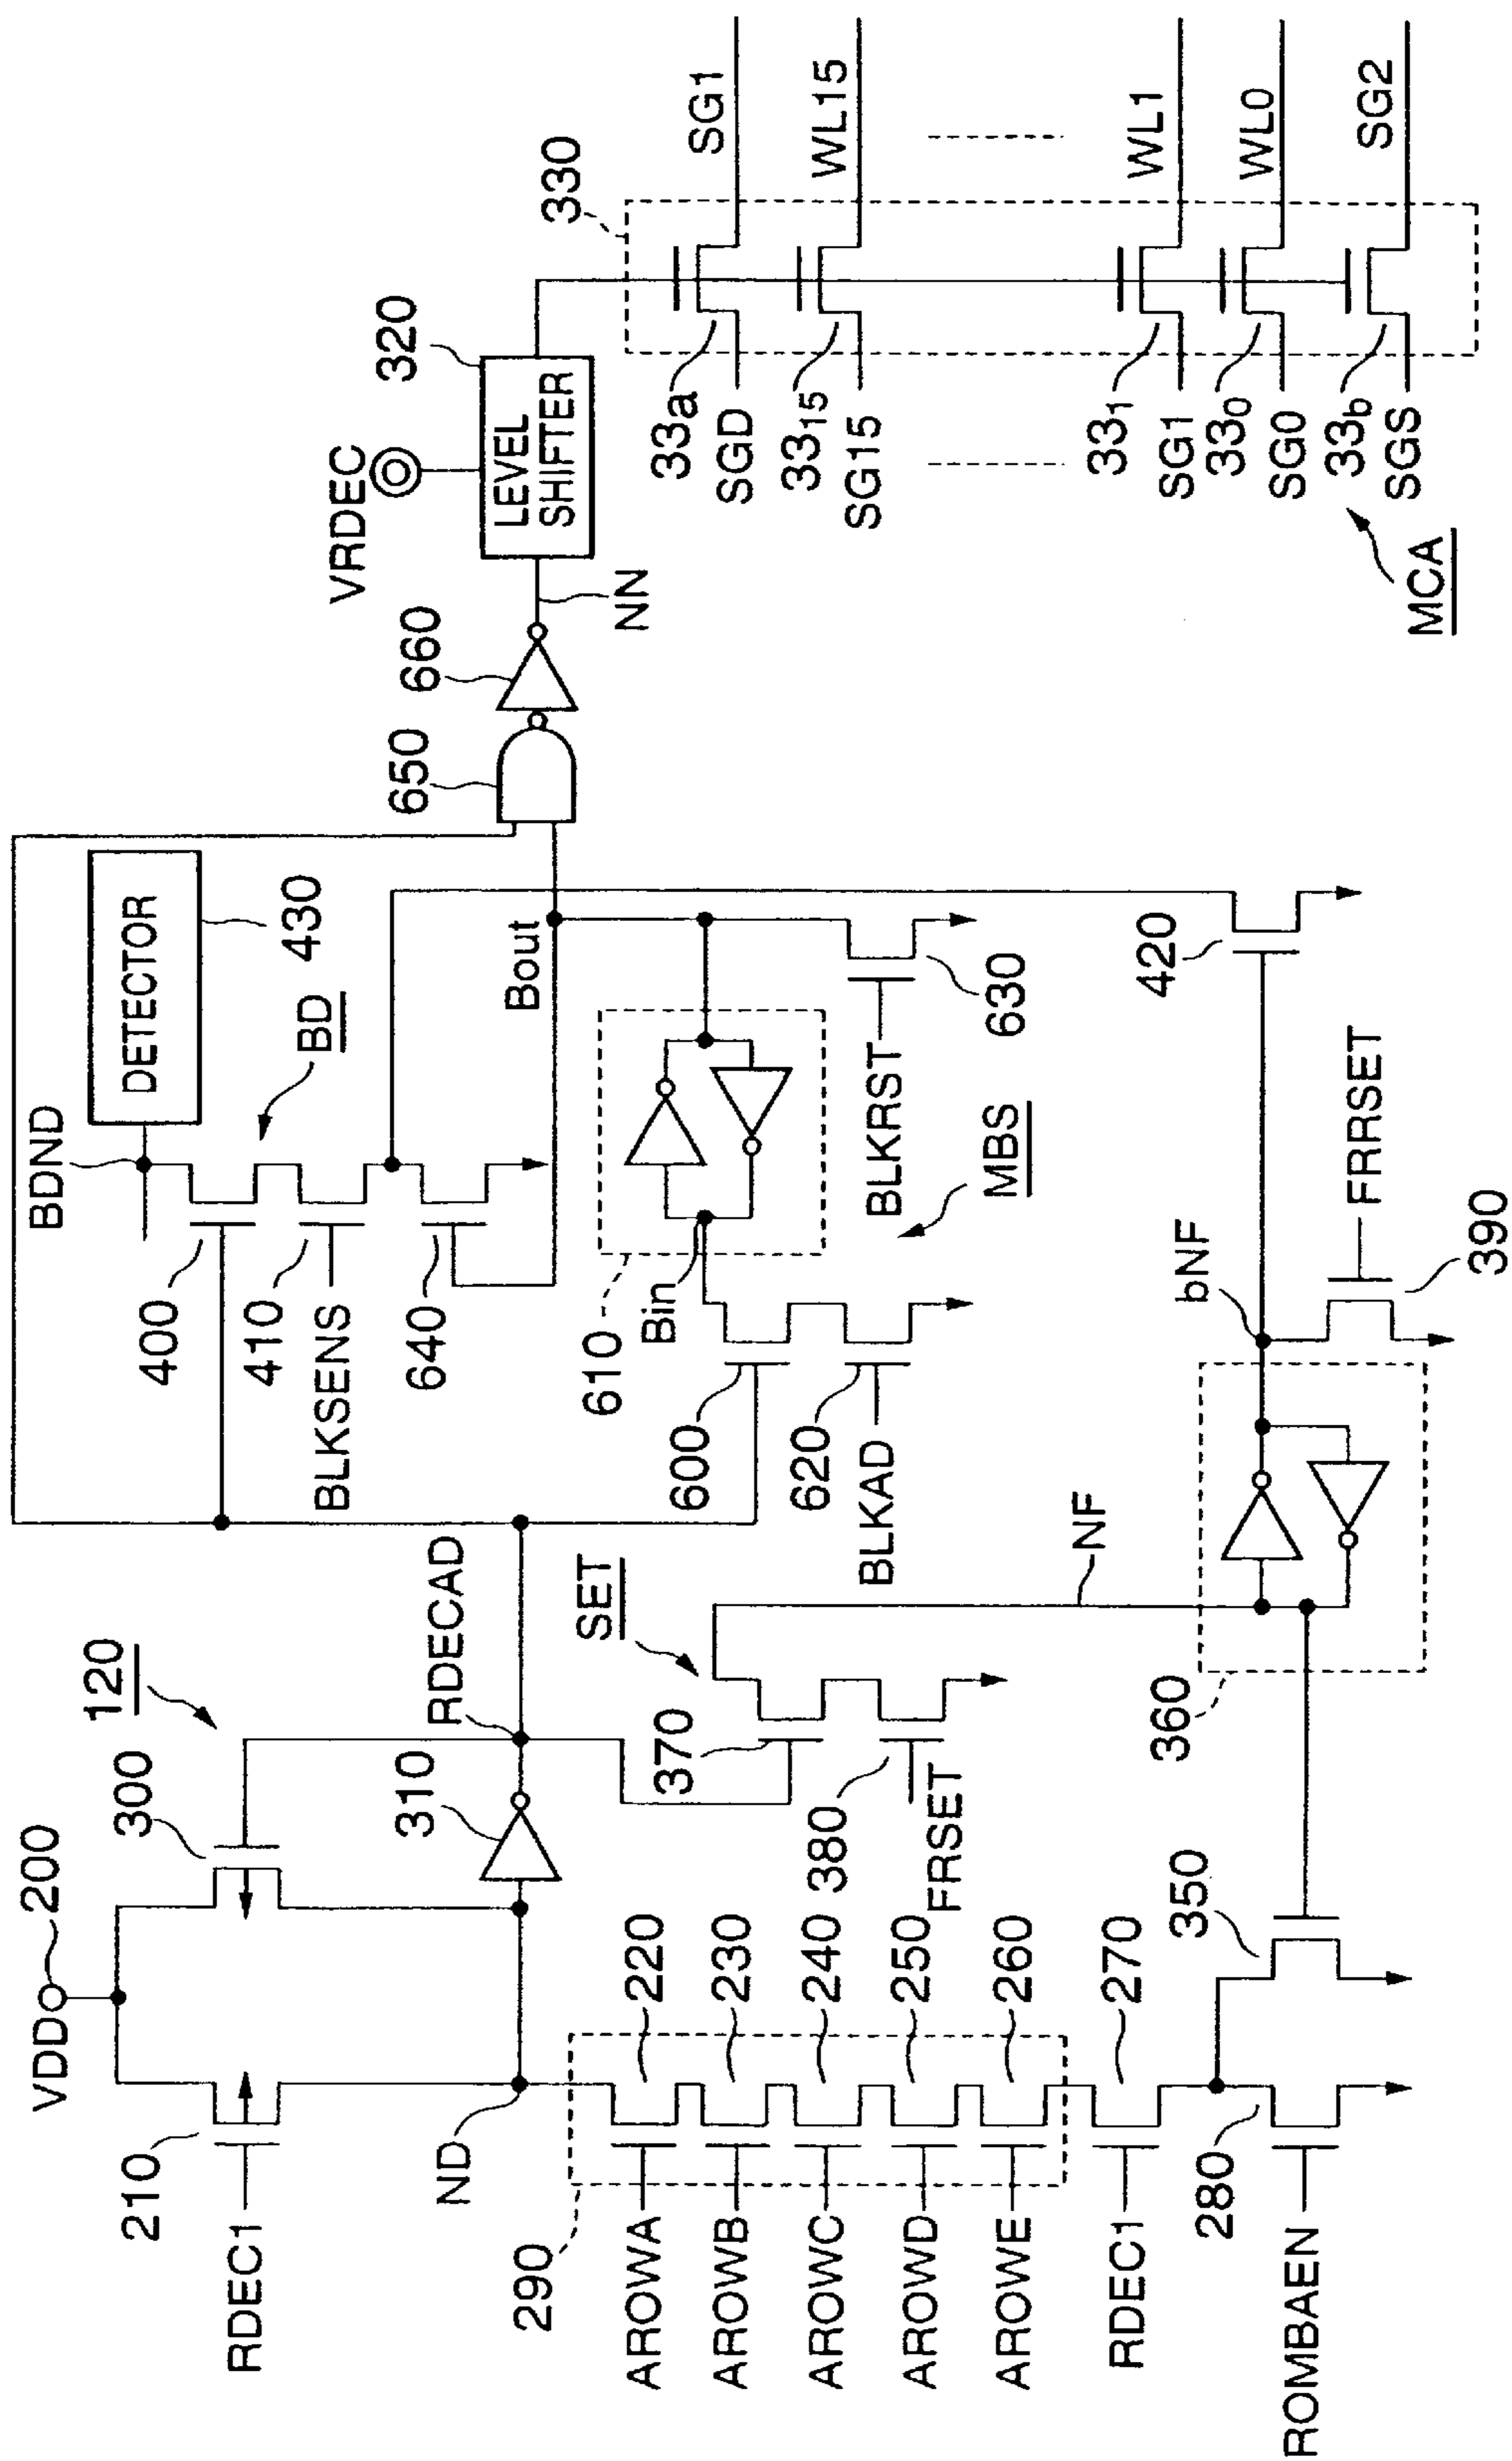 VDD
200
210
300
120
RDEC1
ND
310
RDECAD
290
AROWA
220
AROWB
230
AROWC
240
AROWD
250
AROWE
260
RDEC1
270
ROMBAEN
280
350
SET
370
380
FRSET
NF
360
bNF
FRRSET
390
420
BDND
DETECTOR
430
BD
400
410
BLKSENS
640
Bout
Bin
610
600
620
BLKAD
BLKRST
630
MBS
650
660
NN
VRDEC
320
LEVEL
SHIFTER
330
33a
SGD
SG1
3315
SG15
WL15
331
SG1
WL1
330
SG0
WL0
33b
SGS
SG2
MCA